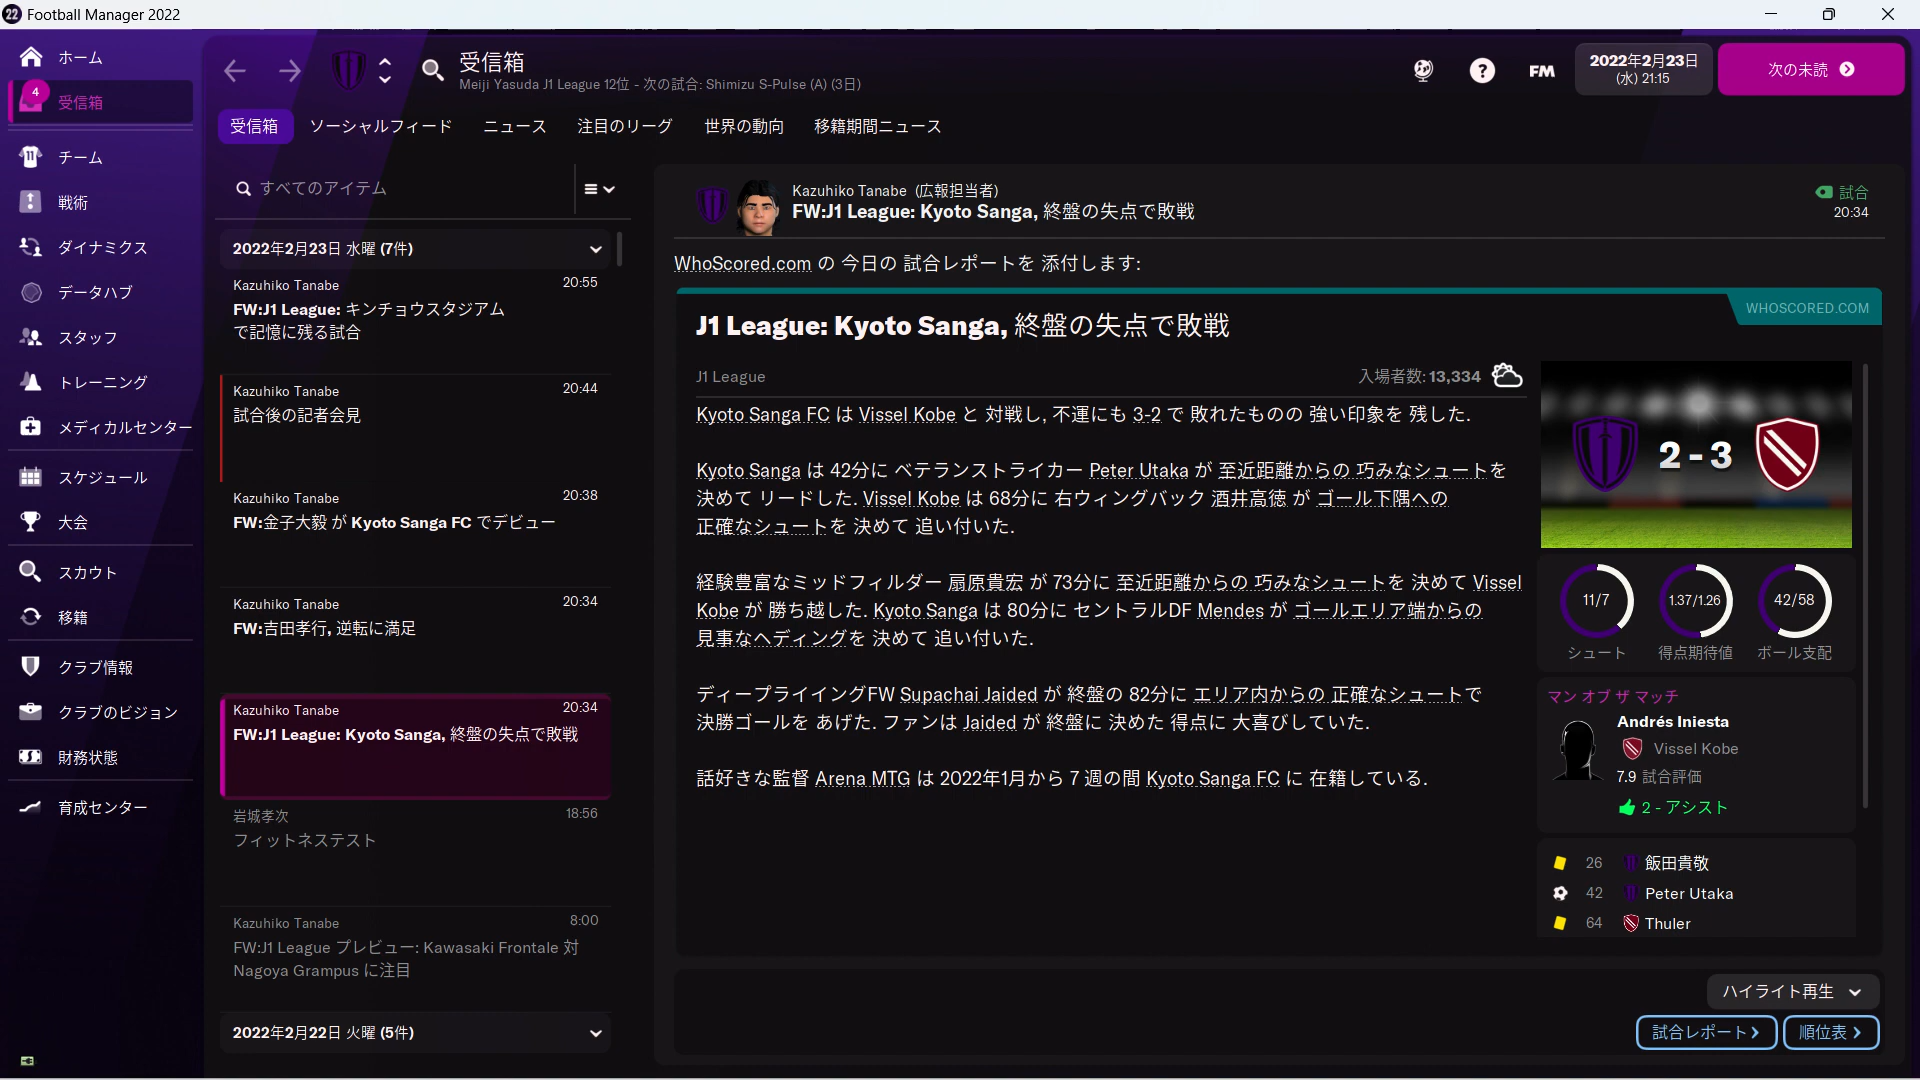 Football Manager 2022
ホーム
4
受信箱
チーム
戦術
ダイナミクス
データハブ
スタッフ
トレーニング
メディカルセンター
スケジュール
大会
スカウト
移籍
クラブ情報
クラブのビジョン
財務状態
育成センター
受信箱
Meiji Yasuda J1 League 12位 - 次の試合: Shimizu S-Pulse (A) (3日)
FM
2022年2月23日
(水) 21:15
次の未読
受信箱 ソーシャルフィード ニュース 注目のリーグ 世界の動向 移籍期間ニュース
すべてのアイテム
2022年2月23日 水曜 (7件)
Kazuhiko Tanabe 20:55
FW:J1 League: キンチョウスタジアム
で記憶に残る試合
Kazuhiko Tanabe 20:44
試合後の記者会見
Kazuhiko Tanabe 20:38
FW:金子大毅 が Kyoto Sanga FC でデビュー
Kazuhiko Tanabe 20:34
FW:吉田孝行, 逆転に満足
Kazuhiko Tanabe 20:34
FW:J1 League: Kyoto Sanga, 終盤の失点で敗戦
岩城孝次 18:56
フィットネステスト
Kazuhiko Tanabe 8:00
FW:J1 League プレビュー: Kawasaki Frontale 対
Nagoya Grampus に注目
2022年2月22日 火曜 (5件)
Kazuhiko Tanabe (広報担当者)
FW:J1 League: Kyoto Sanga, 終盤の失点で敗戦
試合
20:34
WhoScored.com の 今日の 試合レポートを 添付します:
WHOSCORED.COM
J1 League: Kyoto Sanga, 終盤の失点で敗戦
J1 League 入場者数: 13,334
Kyoto Sanga FC は Vissel Kobe と 対戦し, 不運にも 3-2 で 敗れたものの 強い印象を 残した.
Kyoto Sanga は 42分に ベテランストライカー Peter Utaka が 至近距離からの 巧みなシュートを
決めて リードした. Vissel Kobe は 68分に 右ウィングバック 酒井高徳 が ゴール下隅への
正確なシュートを 決めて 追い付いた.
経験豊富なミッドフィルダー 扇原貴宏 が 73分に 至近距離からの 巧みなシュートを 決めて Vissel
Kobe が 勝ち越した. Kyoto Sanga は 80分に セントラルDF Mendes が ゴールエリア端からの
見事なヘディングを 決めて 追い付いた.
ディープライイングFW Supachai Jaided が 終盤の 82分に エリア内からの 正確なシュートで
決勝ゴールを あげた. ファンは Jaided が 終盤に 決めた 得点に 大喜びしていた.
話好きな監督 Arena MTG は 2022年1月から 7 週の間 Kyoto Sanga FC に 在籍している.
2 - 3
11/7 1.37/1.26 42/58
シュート 得点期待値 ボール支配
マン オブ ザ マッチ
Andrés Iniesta
Vissel Kobe
7.9 試合評価
2 - アシスト
26 飯田貴敬
42 Peter Utaka
64 Thuler
ハイライト再生
試合レポート 順位表